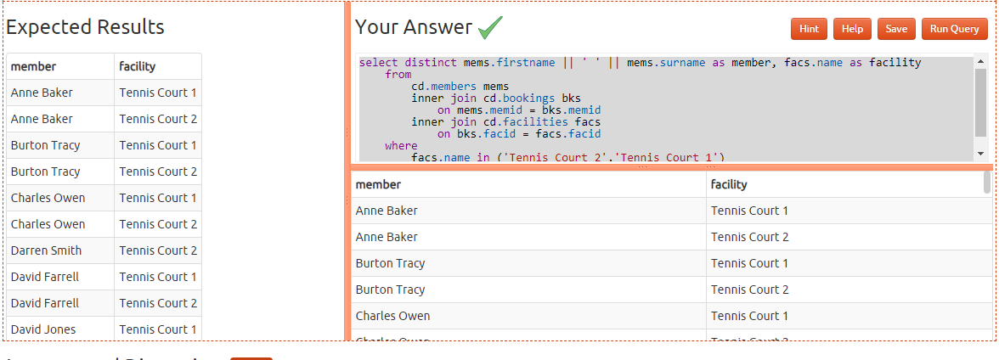 Expected Results
member facility
Anne Baker Tennis Court 1
Anne Baker Tennis Court 2
Burton Tracy Tennis Court 1
Burton Tracy Tennis Court 2
Charles Owen Tennis Court 1
Charles Owen Tennis Court 2
Darren Smith Tennis Court 2
David Farrell Tennis Court 1
David Farrell Tennis Court 2
David Jones Tennis Court 1
Your Answer
Hint Help Save Run Query
select distinct mems.firstname || ' ' || mems.surname as member, facs.name as facility
from
cd.members mems
inner join cd.bookings bks
on mems.memid = bks.memid
inner join cd.facilities facs
on bks.facid = facs.facid
where
facs.name in ('Tennis Court 2','Tennis Court 1')
member facility
Anne Baker Tennis Court 1
Anne Baker Tennis Court 2
Burton Tracy Tennis Court 1
Burton Tracy Tennis Court 2
Charles Owen Tennis Court 1
Charles Owen Tennis Court 2